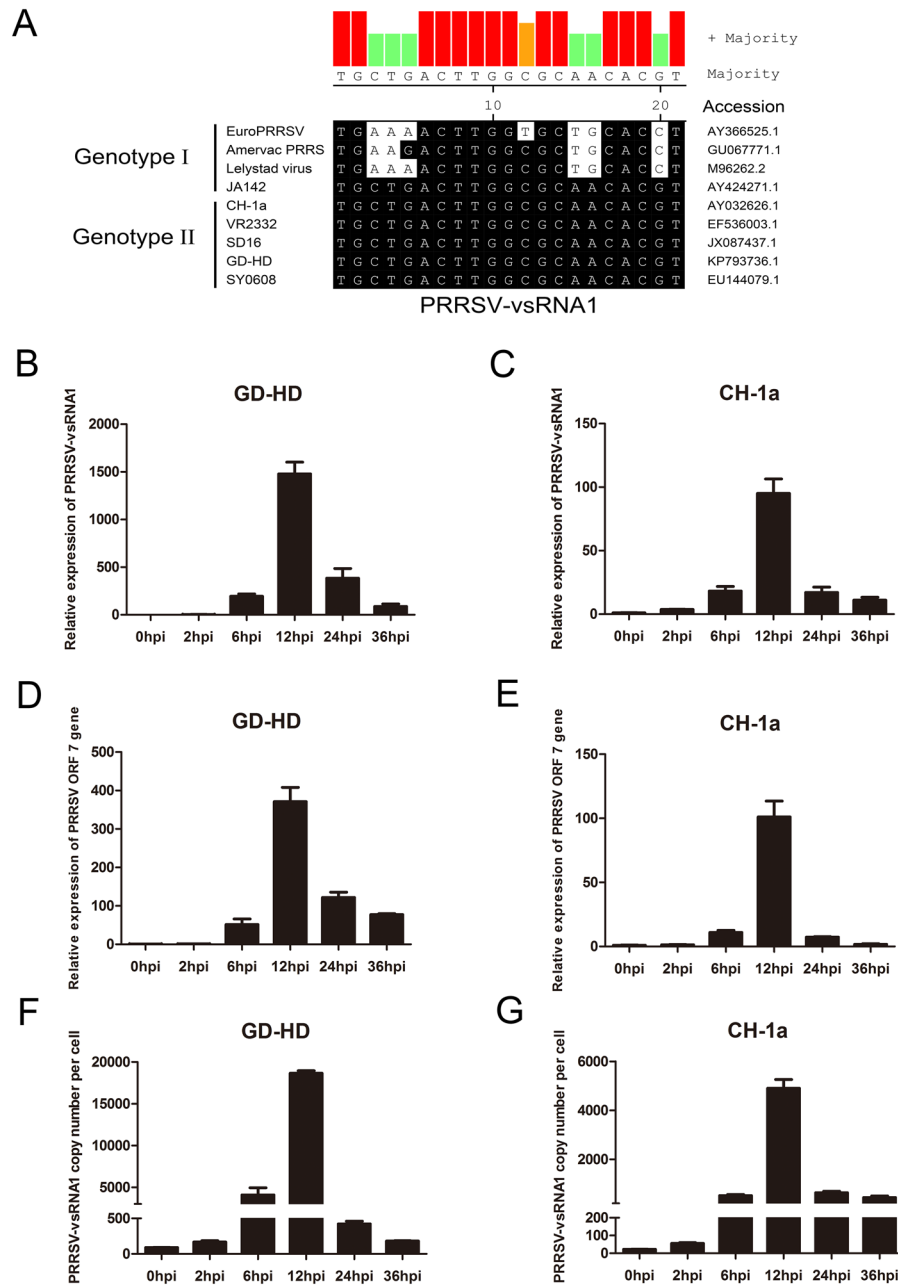 A
+ Majority
T G C T G A C T T G G C G C A A C A C G T Majority
10 20 Accession
Genotype I
EuroPRRSV T G A A A A C T T G G T G C T G C A C C T AY366525.1
Amervac PRRS T G A A G A C T T G G C G C T G C A C C T GU067771.1
Lelystad virus T G A A A A C T T G G C G C T G C A C C T M96262.2
JA142 T G C T G A C T T G G C G C A A C A C G T AY424271.1
Genotype II
CH-1a T G C T G A C T T G G C G C A A C A C G T AY032626.1
VR2332 T G C T G A C T T G G C G C A A C A C G T EF536003.1
SD16 T G C T G A C T T G G C G C A A C A C G T JX087437.1
GD-HD T G C T G A C T T G G C G C A A C A C G T KP793736.1
SY0608 T G C T G A C T T G G C G C A A C A C G T EU144079.1
PRRSV-vsRNA1
B
GD-HD
Relative expression of PRRSV-vsRNA1
2000
1500
1000
500
0
0hpi 2hpi 6hpi 12hpi 24hpi 36hpi
C
CH-1a
Relative expression of PRRSV-vsRNA1
150
100
50
0
0hpi 2hpi 6hpi 12hpi 24hpi 36hpi
D
GD-HD
Relative expression of PRRSV ORF 7 gene
500
400
300
200
100
0
0hpi 2hpi 6hpi 12hpi 24hpi 36hpi
E
CH-1a
Relative expression of PRRSV ORF 7 gene
150
100
50
0
0hpi 2hpi 6hpi 12hpi 24hpi 36hpi
F
GD-HD
PRRSV-vsRNA1 copy number per cell
20000
15000
10000
5000
500
0
0hpi 2hpi 6hpi 12hpi 24hpi 36hpi
G
CH-1a
PRRSV-vsRNA1 copy number per cell
6000
4000
2000
200
100
0
0hpi 2hpi 6hpi 12hpi 24hpi 36hpi